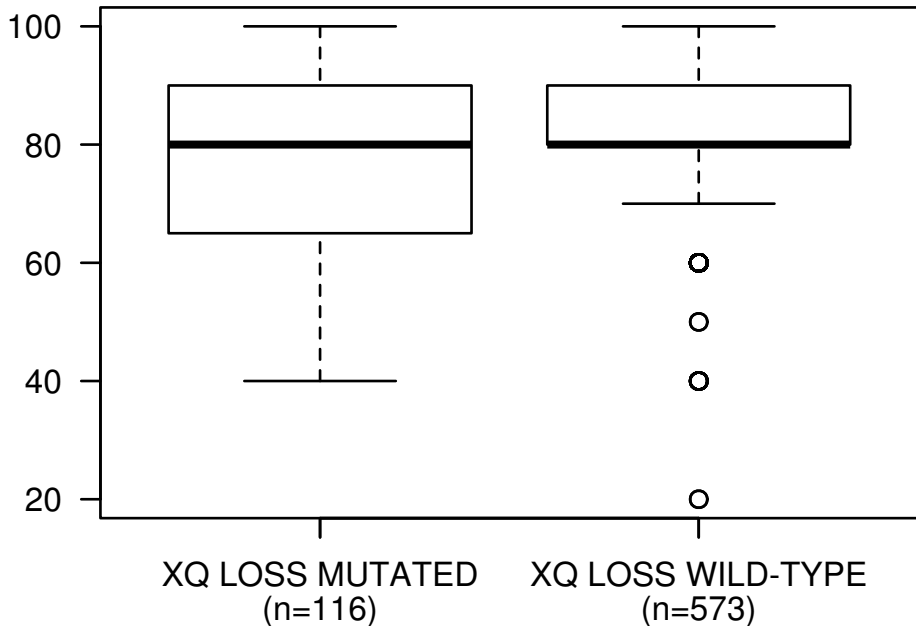 100
80
60
40
20
XQ LOSS MUTATED XQ LOSS WILD-TYPE
(n=116) (n=573)